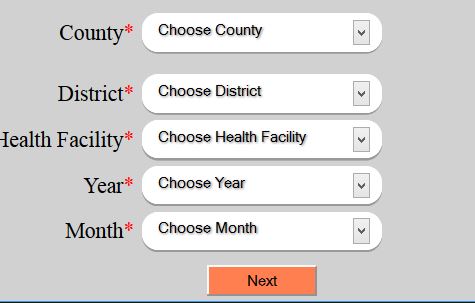 County* Choose County
District* Choose District
Health Facility* Choose Health Facility
Year* Choose Year
Month* Choose Month
Next